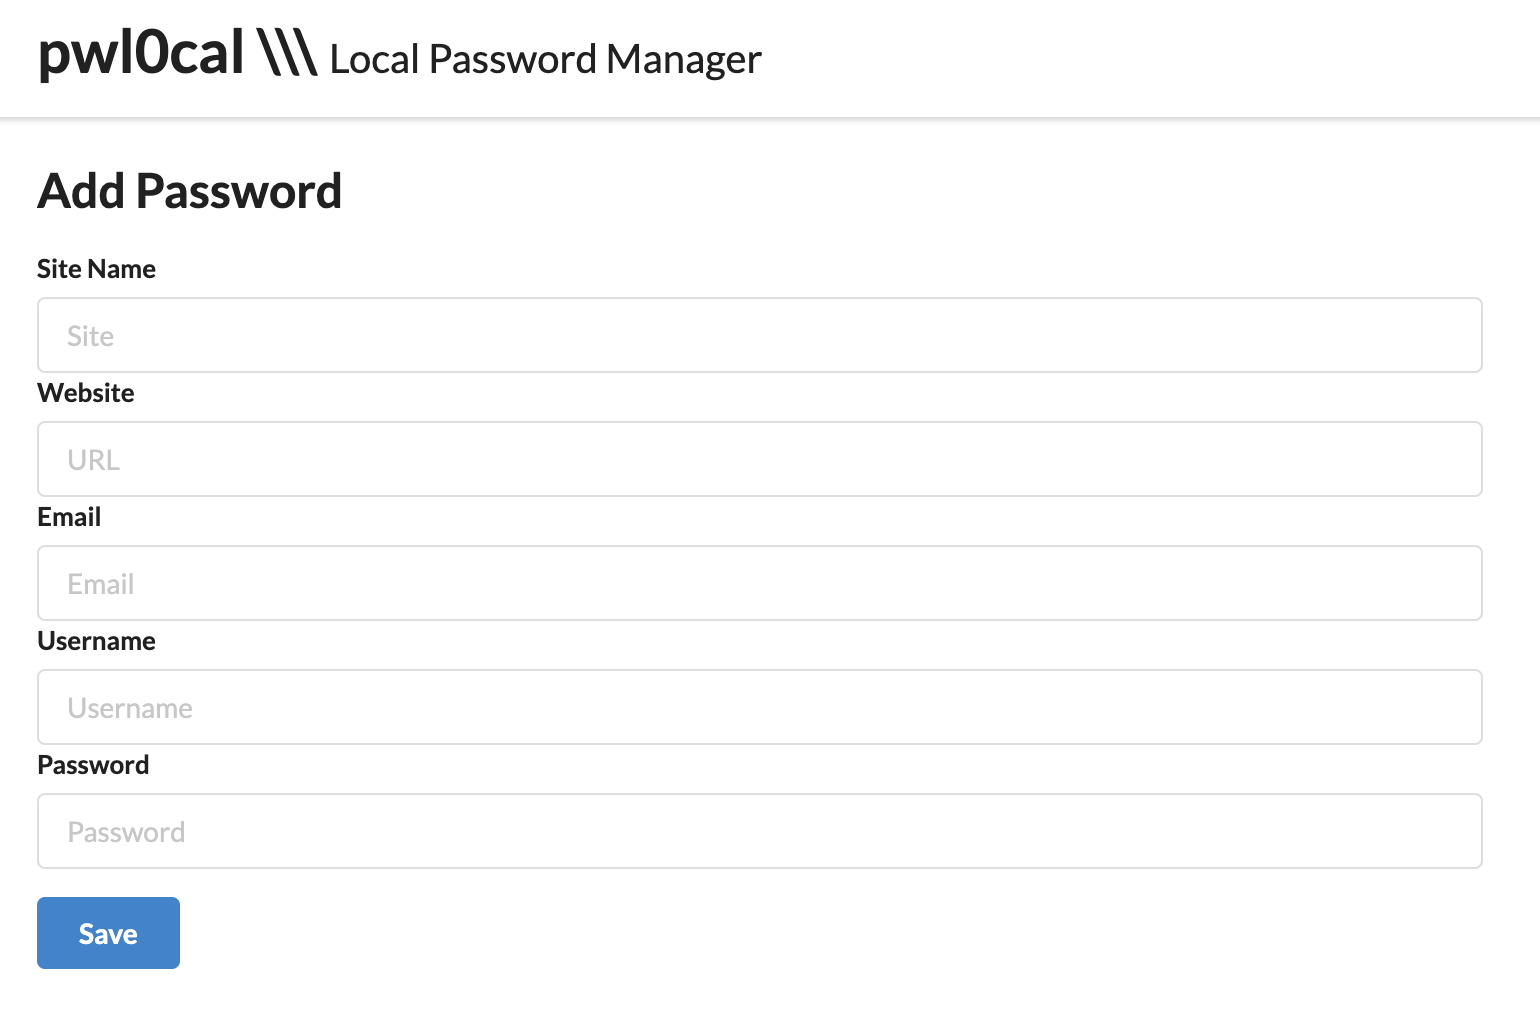 pwl0cal \\\ Local Password Manager
Add Password
Site Name
Site
Website
URL
Email
Email
Username
Username
Password
Password
Save